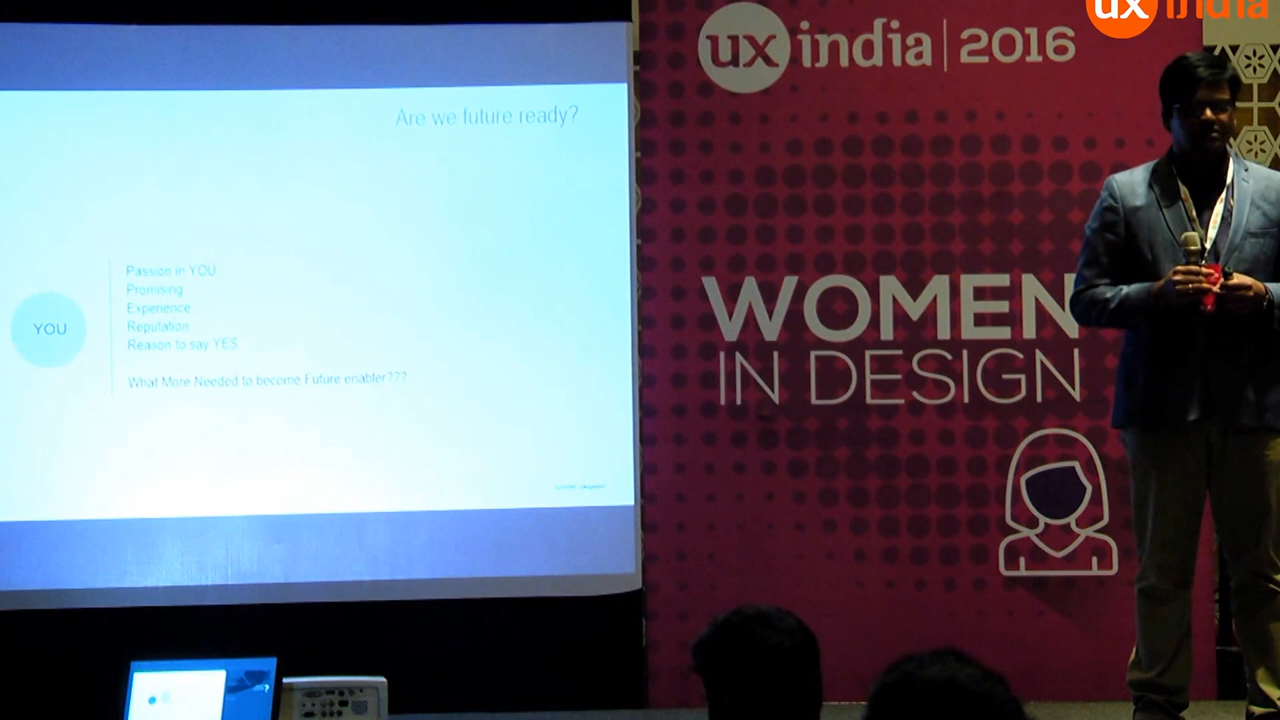 Are we future ready?
YOU
Passion in YOU
Promising
Experience
Reputation
Reason to say YES
What More Needed to become Future enabler???
ux india | 2016
WOMEN
IN DESIGN
ux india